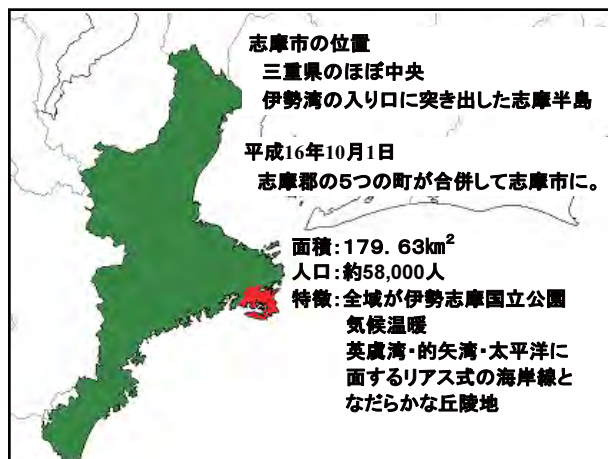 志摩市の位置
三重県のほぼ中央
伊勢湾の入り口に突き出した志摩半島
平成16年10月1日
志摩郡の5つの町が合併して志摩市に。
面積:179.63km²
人口:約58,000人
特徴:全域が伊勢志摩国立公園
気候温暖
英虞湾・的矢湾・太平洋に
面するリアス式の海岸線と
なだらかな丘陵地